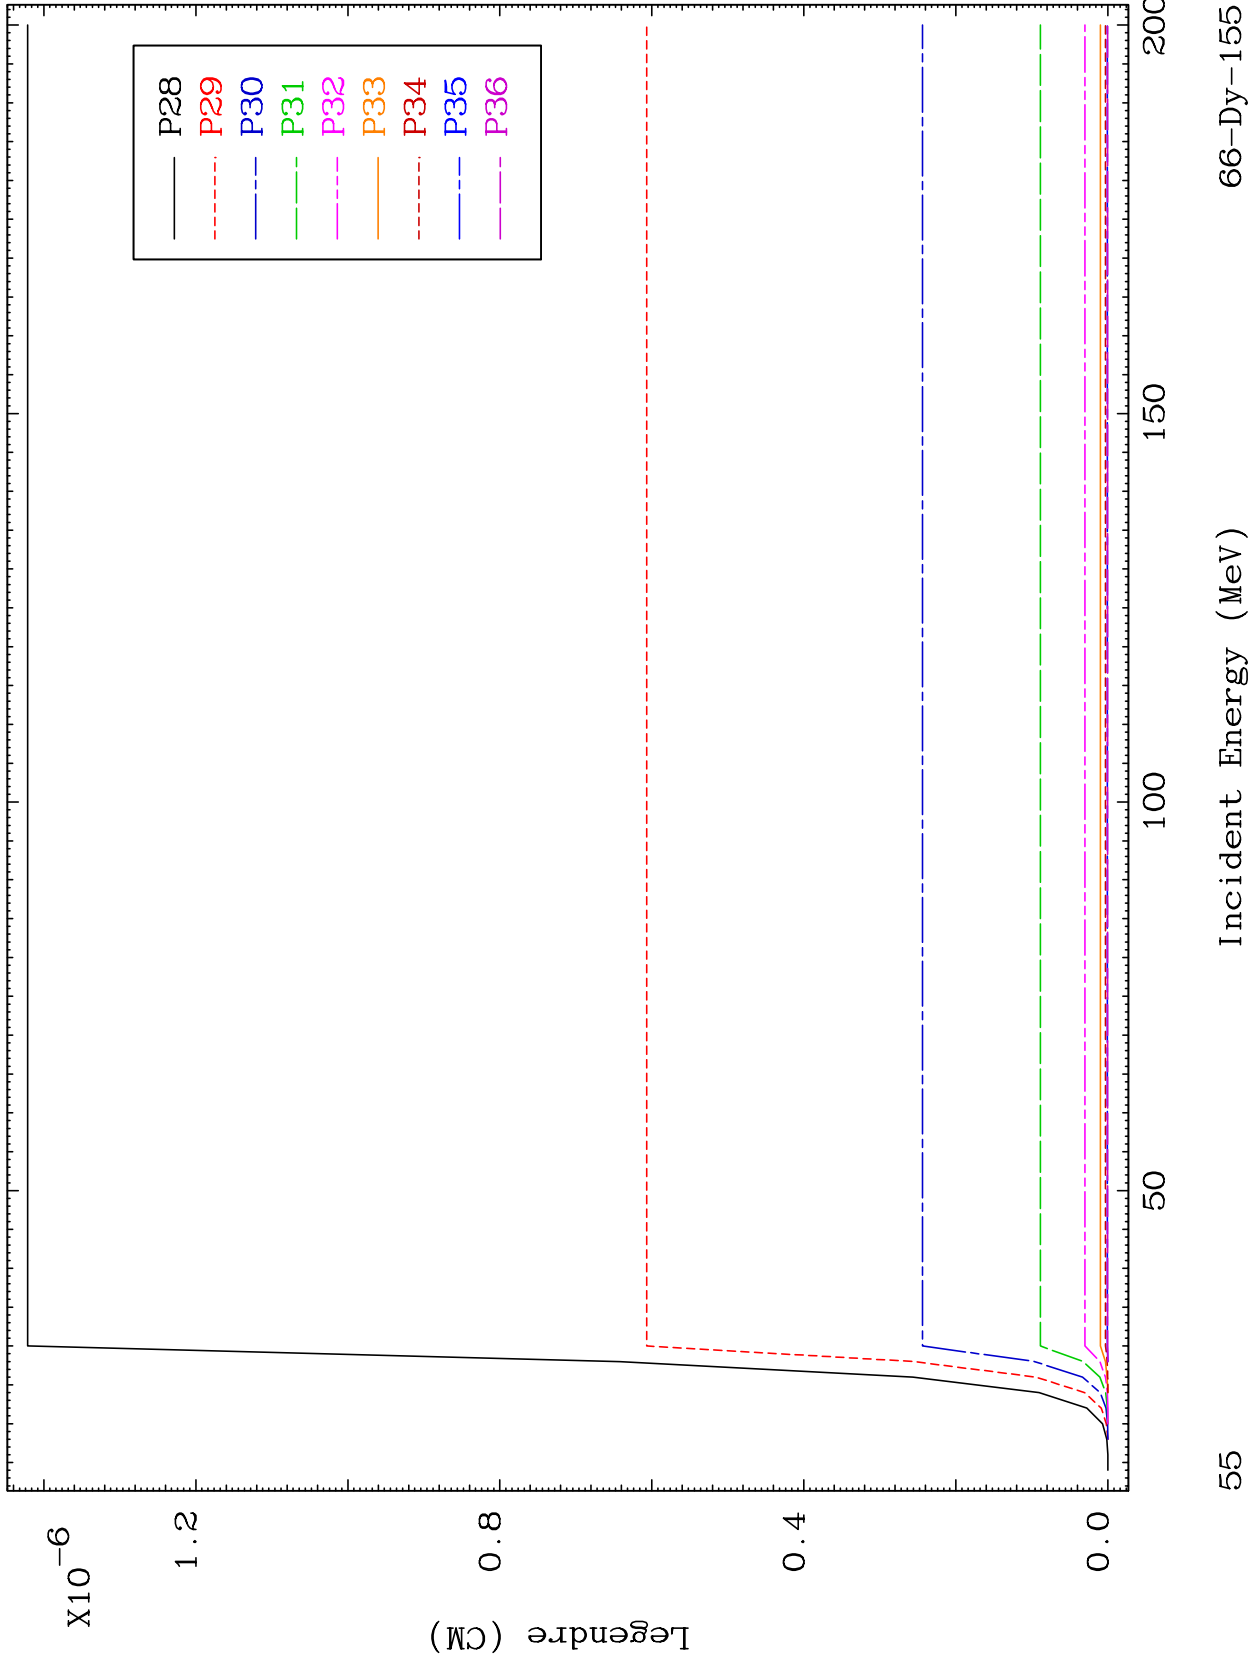 X10-6
Legendre (CM)
1.2
0.8
0.4
0.0
P28
P29
P30
P31
P32
P33
P34
P35
P36
50
100
150
200
Incident Energy (MeV)
55
66-Dy-155